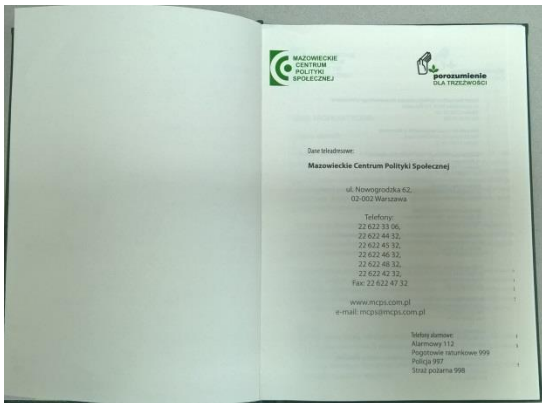 MAZOWIECKIE
CENTRUM
POLITYKI
SPOŁECZNEJ
porozumienie
DLA TRZEŹWOŚCI
Dane teleadresowe:
Mazowieckie Centrum Polityki Społecznej
ul. Nowogrodzka 62,
02-002 Warszawa
Telefony:
22 622 33 06,
22 622 44 32,
22 622 45 32,
22 622 46 32,
22 622 48 32,
22 622 42 32,
Fax: 22 622 47 32
www.mcps.com.pl
e-mail: mcps@mcps.com.pl
Telefony alarmowe:
Alarmowy 112
Pogotowie ratunkowe 999
Policja 997
Straż pożarna 998